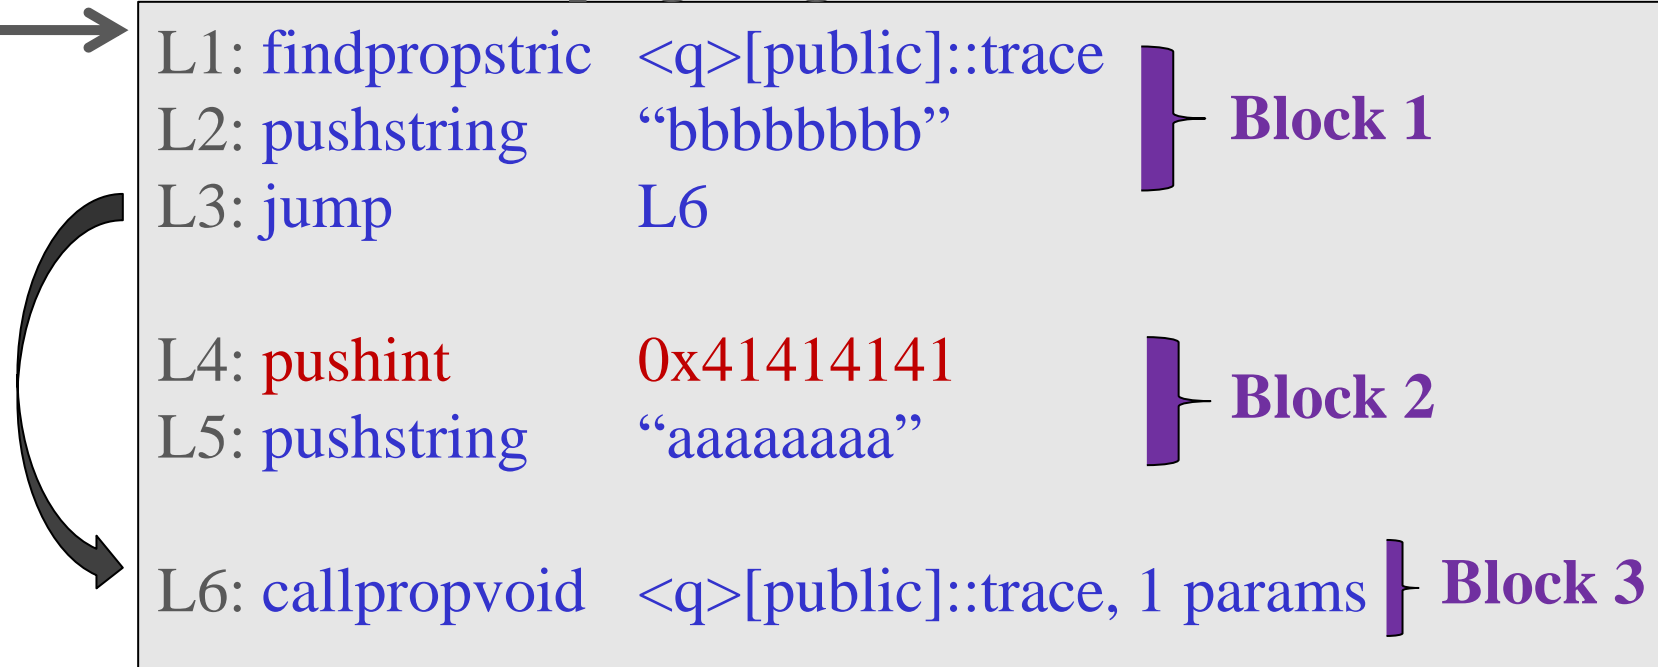 L1: findpropstric <q>[public]::trace
L2: pushstring “bbbbbbbb”
Block 1
L3: jump L6
L4: pushint 0x41414141
Block 2
L5: pushstring “aaaaaaaa”
L6: callpropvoid <q>[public]::trace, 1 params
Block 3